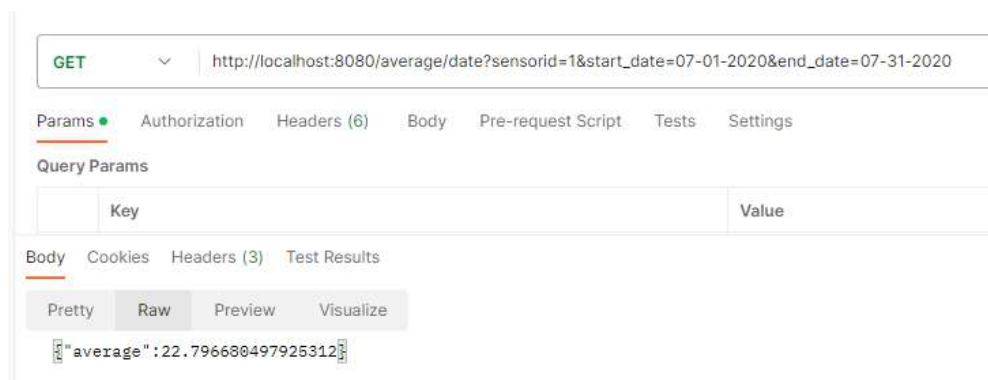 GET http://localhost:8080/average/date?sensorid=1&start_date=07-01-2020&end_date=07-31-2020
Params Authorization Headers (6) Body Pre-request Script Tests Settings
Query Params
Key Value
Body Cookies Headers (3) Test Results
Pretty Raw Preview Visualize
{"average":22.796680497925312}